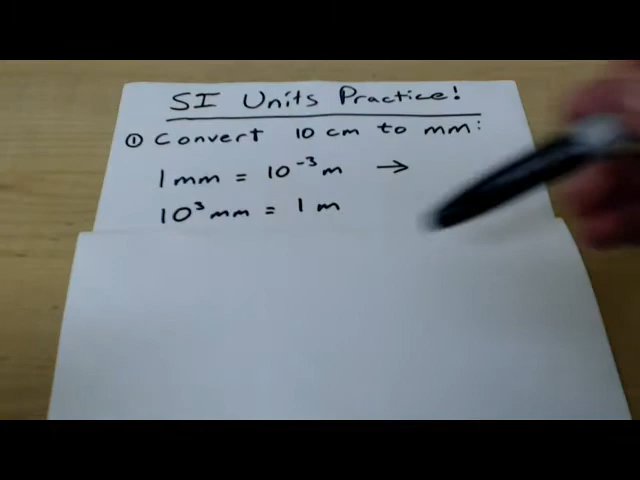 SI Units Practice!
① Convert 10 cm to mm:
1 mm = 10⁻³ m →
10³ mm = 1 m